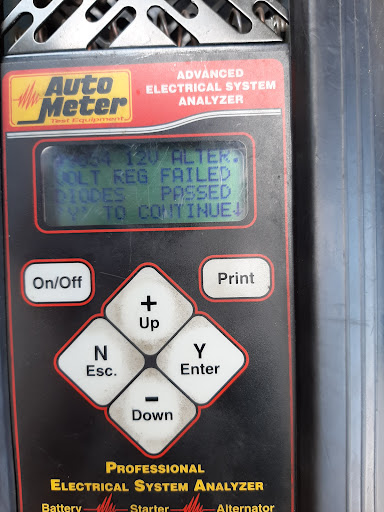 Auto Meter
Test Equipment
ADVANCED
ELECTRICAL SYSTEM
ANALYZER
12V ALTER.
VOLT REG FAILED
DIODES PASSED
"Y" TO CONTINUE↓
On/Off
Print
+
Up
N
Esc.
Y
Enter
-
Down
PROFESSIONAL
ELECTRICAL SYSTEM ANALYZER
Battery Starter Alternator